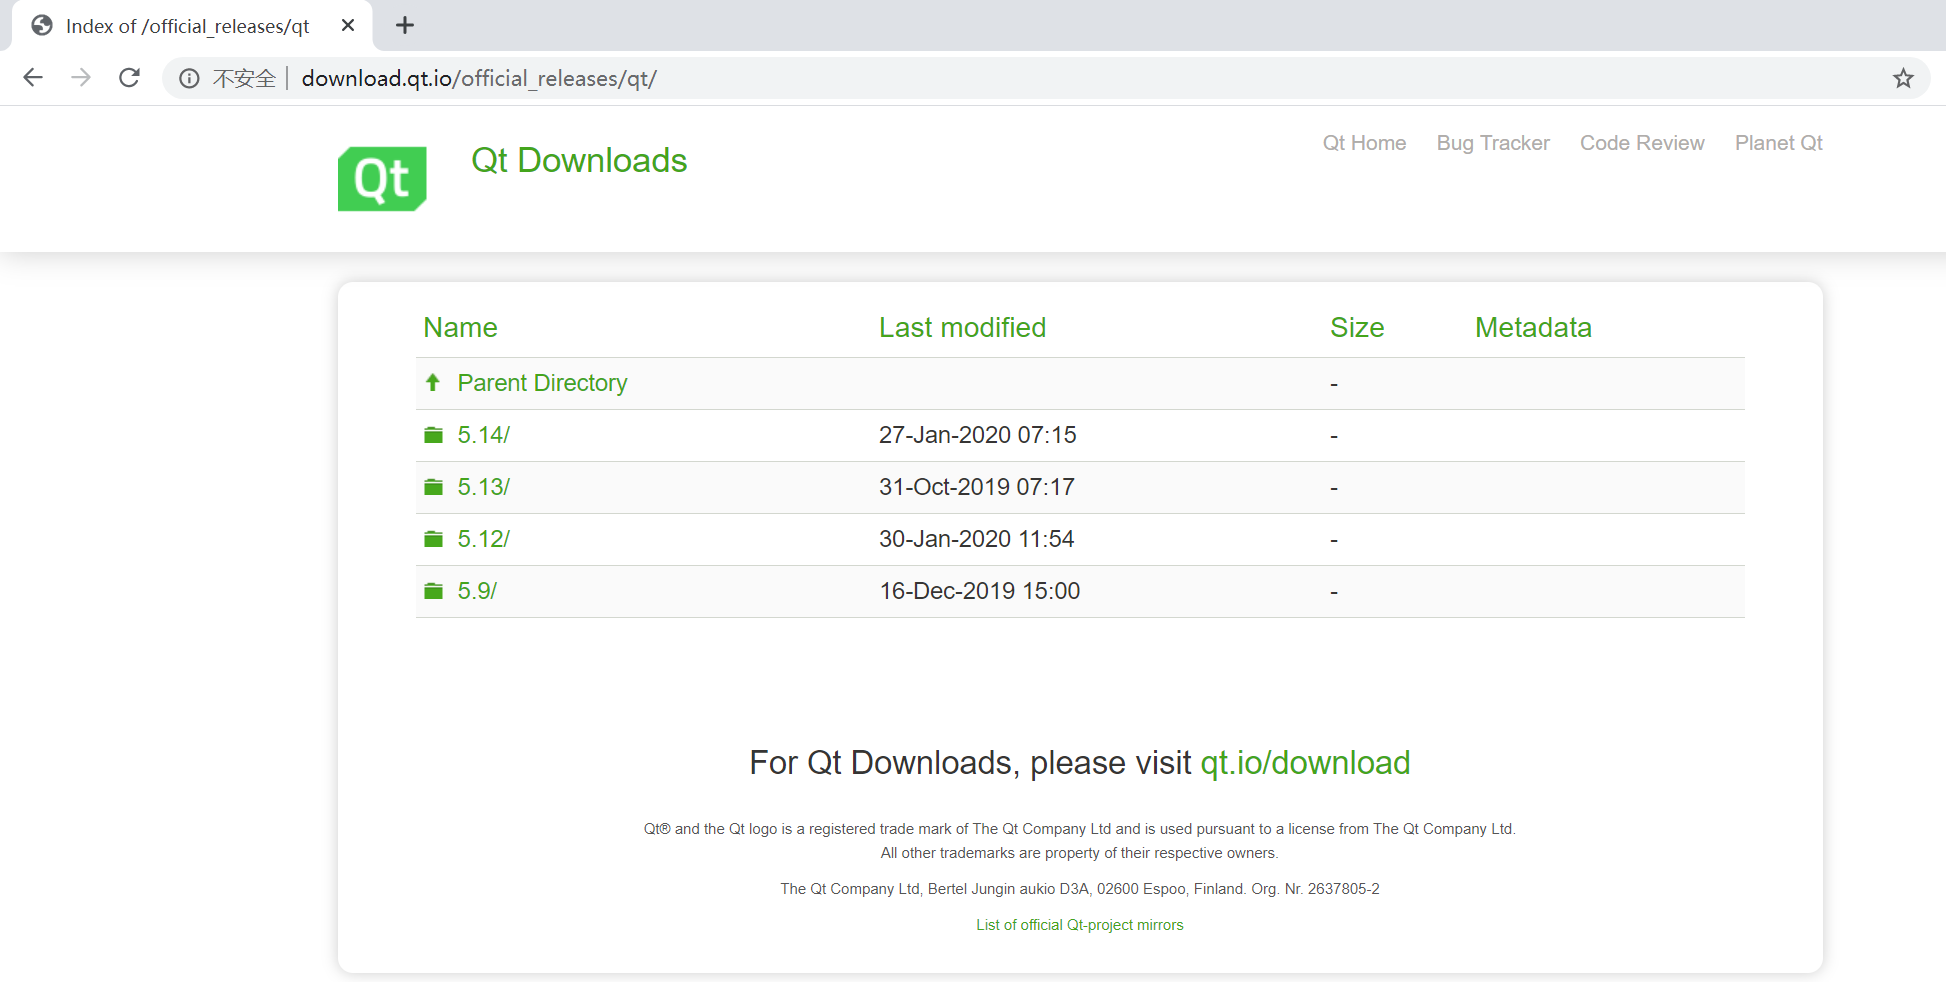 Index of /official_releases/qt
不安全 download.qt.io/official_releases/qt/
Qt
Qt Downloads
Qt Home Bug Tracker Code Review Planet Qt
Name Last modified Size Metadata
Parent Directory -
5.14/ 27-Jan-2020 07:15 -
5.13/ 31-Oct-2019 07:17 -
5.12/ 30-Jan-2020 11:54 -
5.9/ 16-Dec-2019 15:00 -
For Qt Downloads, please visit qt.io/download
Qt® and the Qt logo is a registered trade mark of The Qt Company Ltd and is used pursuant to a license from The Qt Company Ltd.
All other trademarks are property of their respective owners.
The Qt Company Ltd, Bertel Jungin aukio D3A, 02600 Espoo, Finland. Org. Nr. 2637805-2
List of official Qt-project mirrors